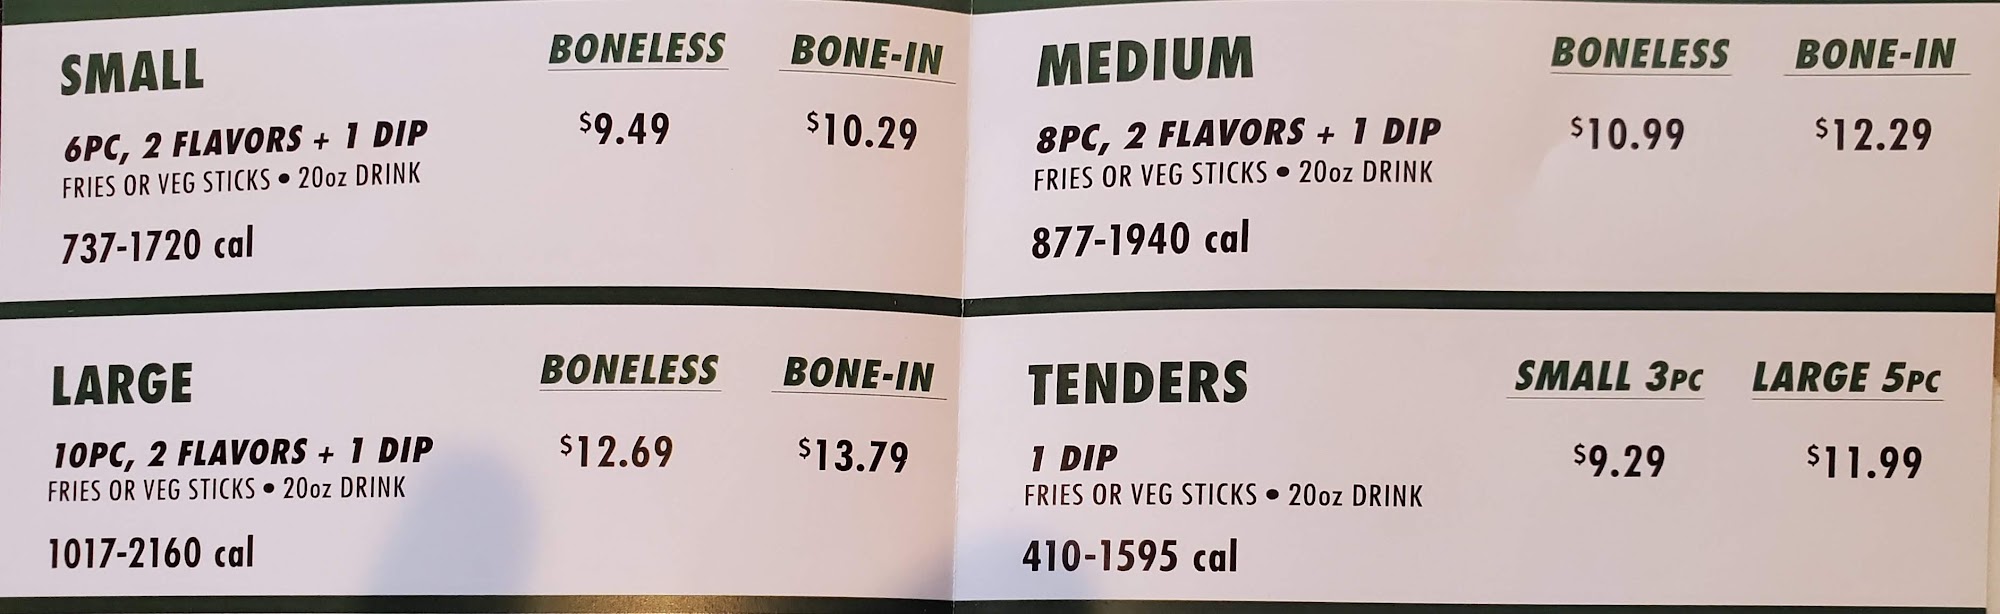 SMALL BONELESS BONE-IN
6PC, 2 FLAVORS + 1 DIP $9.49 $10.29
FRIES OR VEG STICKS • 20oz DRINK
737-1720 cal
MEDIUM BONELESS BONE-IN
8PC, 2 FLAVORS + 1 DIP $10.99 $12.29
FRIES OR VEG STICKS • 20oz DRINK
877-1940 cal
LARGE BONELESS BONE-IN
10PC, 2 FLAVORS + 1 DIP $12.69 $13.79
FRIES OR VEG STICKS • 20oz DRINK
1017-2160 cal
TENDERS SMALL 3PC LARGE 5PC
1 DIP $9.29 $11.99
FRIES OR VEG STICKS • 20oz DRINK
410-1595 cal